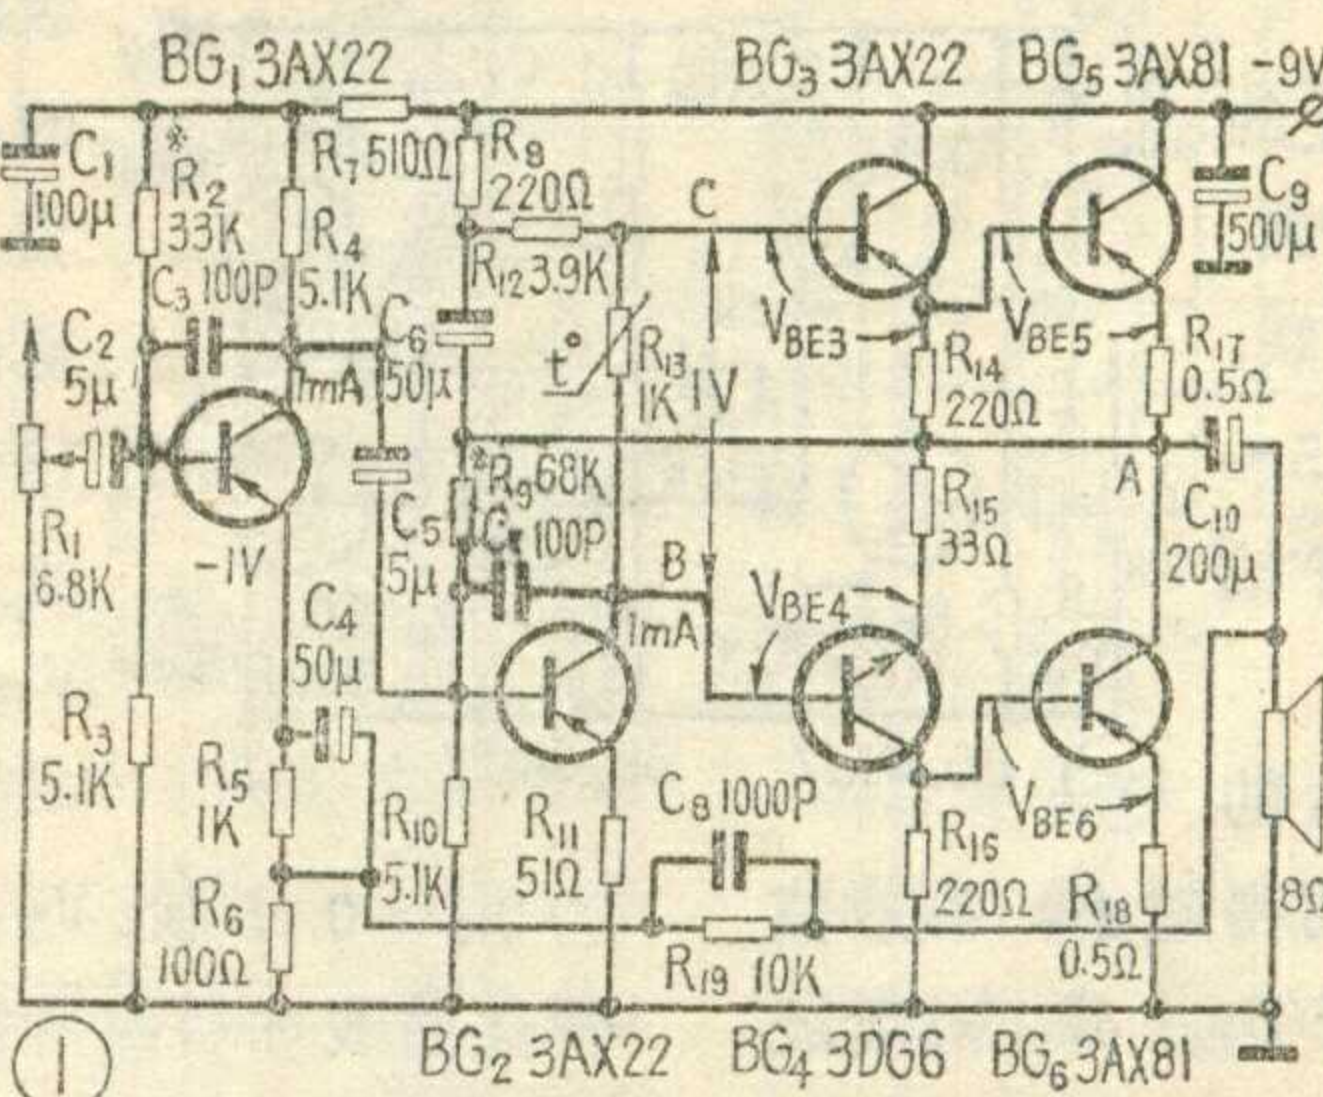 BG₁ 3AX22
BG₃ 3AX22
BG₅ 3AX81
-9V
C₁
100μ
*
R₂
33K
R₇ 510Ω
R₄
5.1K
R₈
220Ω
C
C₉
500μ
C₃ 100P
R₁₂ 3.9K
C₂
5μ
1mA
C₆
50μ
t°
R₁₃
1K
1V
VBE3
R₁₄
220Ω
VBE5
R₁₇
0.5Ω
*
R₉ 68K
A
R₁₅
33Ω
C₁₀
200μ
R₁
6.8K
-1V
C₅
5μ
100P
B
1mA
VBE4
C₄
50μ
R₃
5.1K
R₅
1K
R₁₀
5.1K
R₁₁
51Ω
C₈ 1000P
R₁₆
220Ω
VBE6
R₁₈
0.5Ω
8Ω
R₆
100Ω
R₁₉ 10K
1
BG₂ 3AX22
BG₄ 3DG6
BG₆ 3AX81